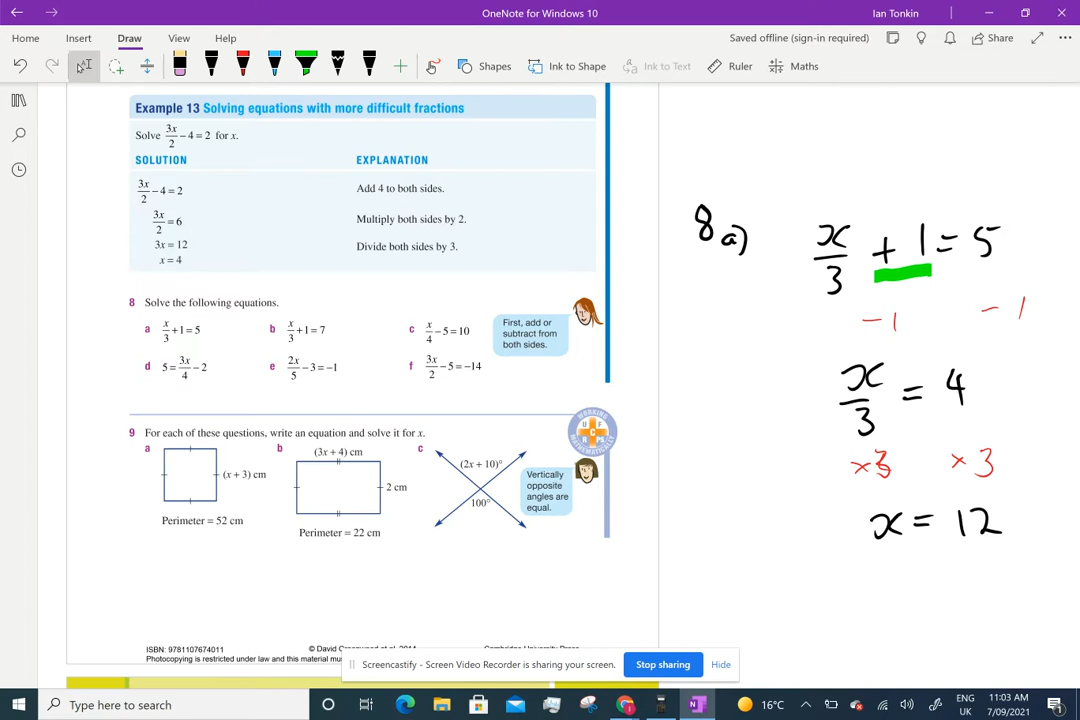 OneNote for Windows 10
Ian Tonkin
Home Insert Draw View Help
Saved offline (sign-in required)
Share
Shapes
Ink to Shape
Ink to Text
Ruler
Maths
Example 13 Solving equations with more difficult fractions
Solve 3x/2 − 4 = 2 for x.
SOLUTION EXPLANATION
3x/2 − 4 = 2 Add 4 to both sides.
3x/2 = 6 Multiply both sides by 2.
3x = 12 Divide both sides by 3.
x = 4
8 Solve the following equations.
a x/3 + 1 = 5 b x/3 + 1 = 7 c x/4 − 5 = 10
d 5 = 3x/4 − 2 e 2x/5 − 3 = −1 f 3x/2 − 5 = −14
First, add or
subtract from
both sides.
WORKING
MATHEMATICALLY
U F
R C PS
9 For each of these questions, write an equation and solve it for x.
a (x + 3) cm
Perimeter = 52 cm
b (3x + 4) cm
2 cm
Perimeter = 22 cm
c (2x + 10)°
100°
Vertically
opposite
angles are
equal.
8a) x/3 + 1 = 5
−1 −1
x/3 = 4
×3 ×3
x = 12
ISBN: 9781107674011
Photocopying is restricted under law and this material
Screencastify - Screen Video Recorder is sharing your screen.
Stop sharing
Hide
Type here to search
16°C
ENG
UK
11:03 AM
7/09/2021
1